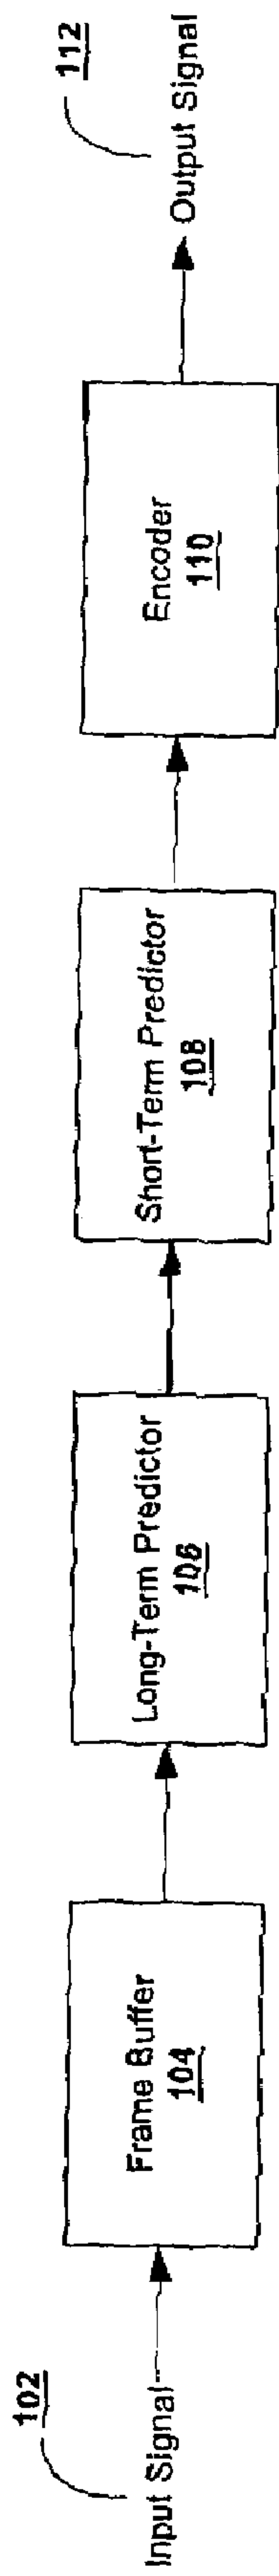 102
Input Signal
Frame Buffer
104
Long-Term Predictor
106
Short-Term Predictor
108
Encoder
110
Output Signal
112